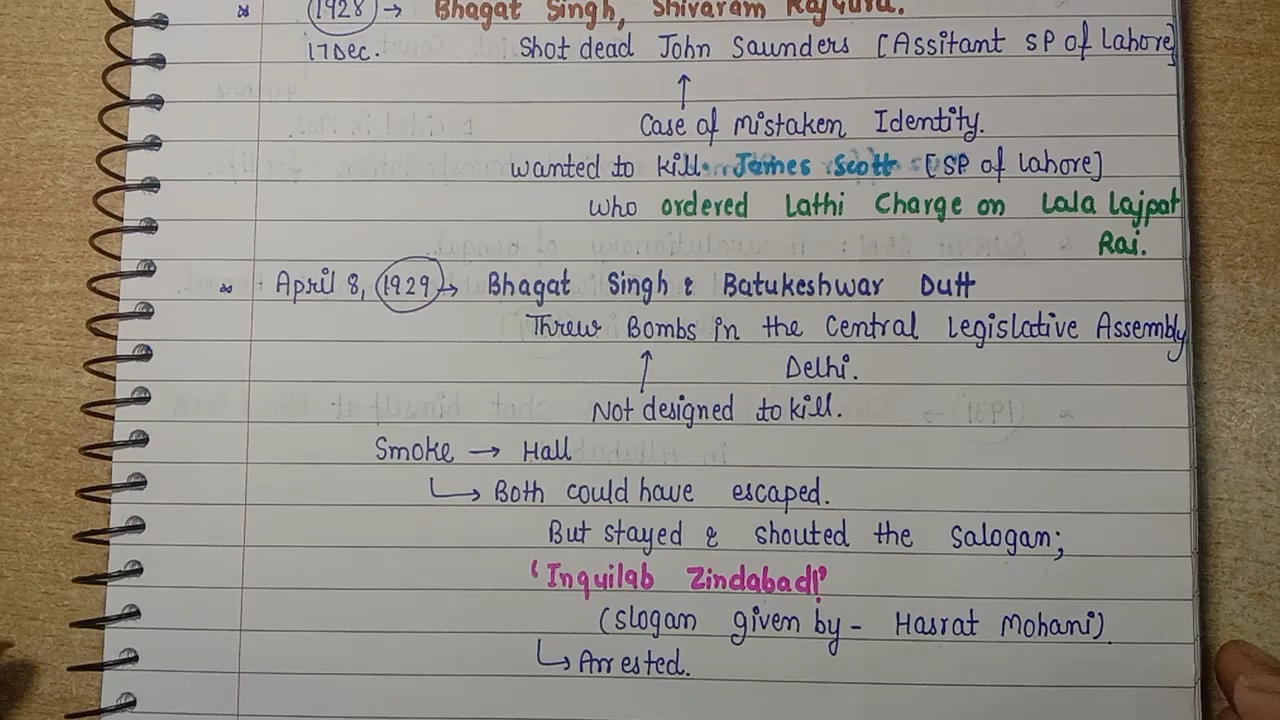 1928 → Bhagat Singh, Shivaram Rajguru.
17 Dec. Shot dead John Saunders [Assitant SP of Lahore]
↑
Case of mistaken Identity.
wanted to kill James Scott [SP of Lahore]
who ordered Lathi Charge on Lala Lajpat
Rai.
April 8, 1929 → Bhagat Singh & Batukeshwar Dutt
Threw Bombs in the Central Legislative Assembly
Delhi.
↑
Not designed to kill.
Smoke → Hall
↳ Both could have escaped.
But stayed & shouted the Salogan;
'Inquilab Zindabad!'
(slogan given by - Hasrat Mohani)
↳ Arrested.